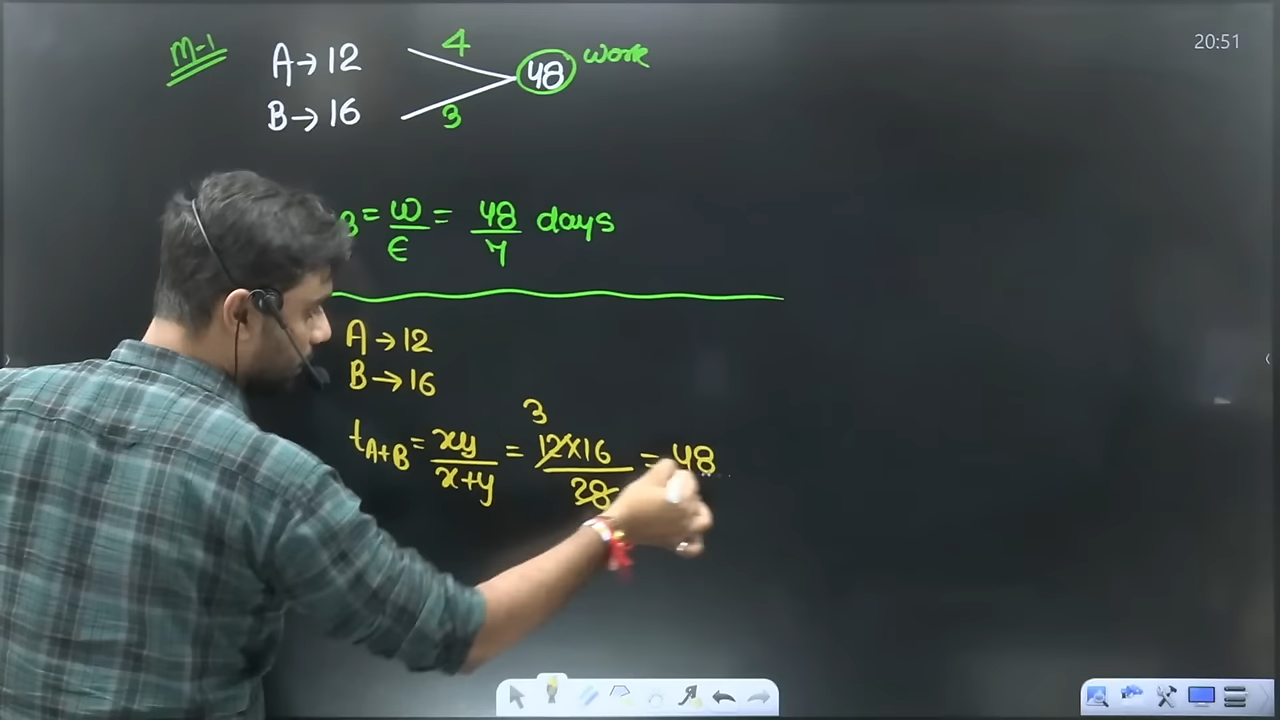 20:51
M-1 A→12 4 48 work
B→16 3
B = W/E = 48/7 days
A→12
B→16
t A+B = xy/x+y = 3 12×16/28 = 48